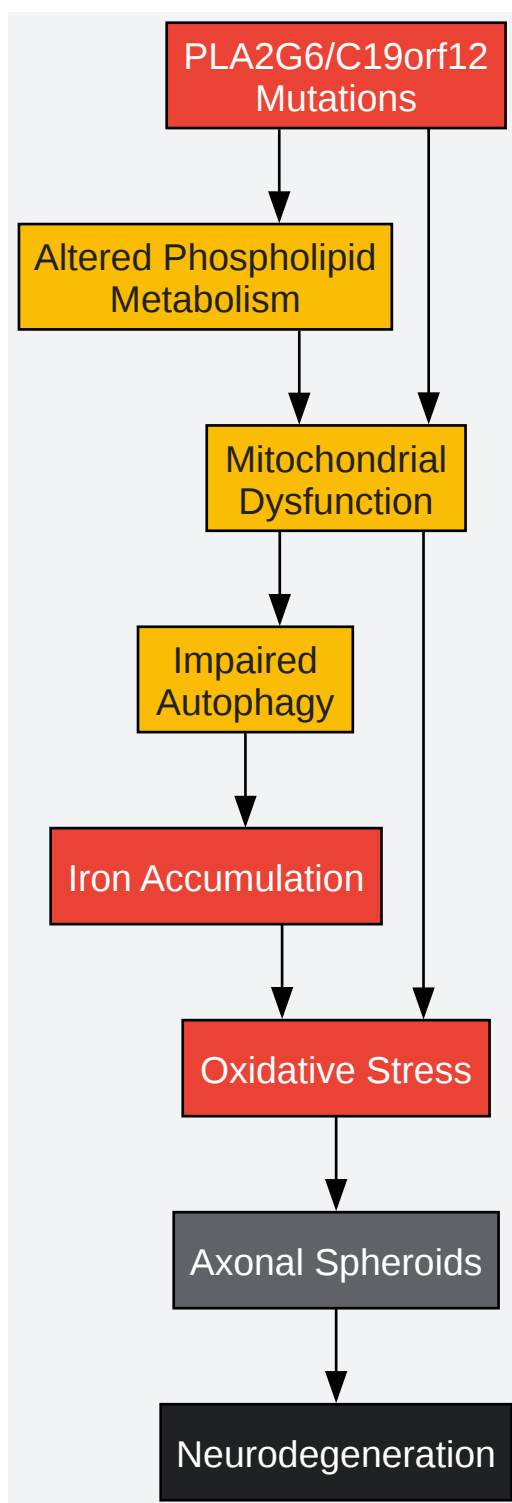 PLA2G6/C19orf12
Mutations
Altered Phospholipid
Metabolism
Mitochondrial
Dysfunction
Impaired
Autophagy
Iron Accumulation
Oxidative Stress
Axonal Spheroids
Neurodegeneration